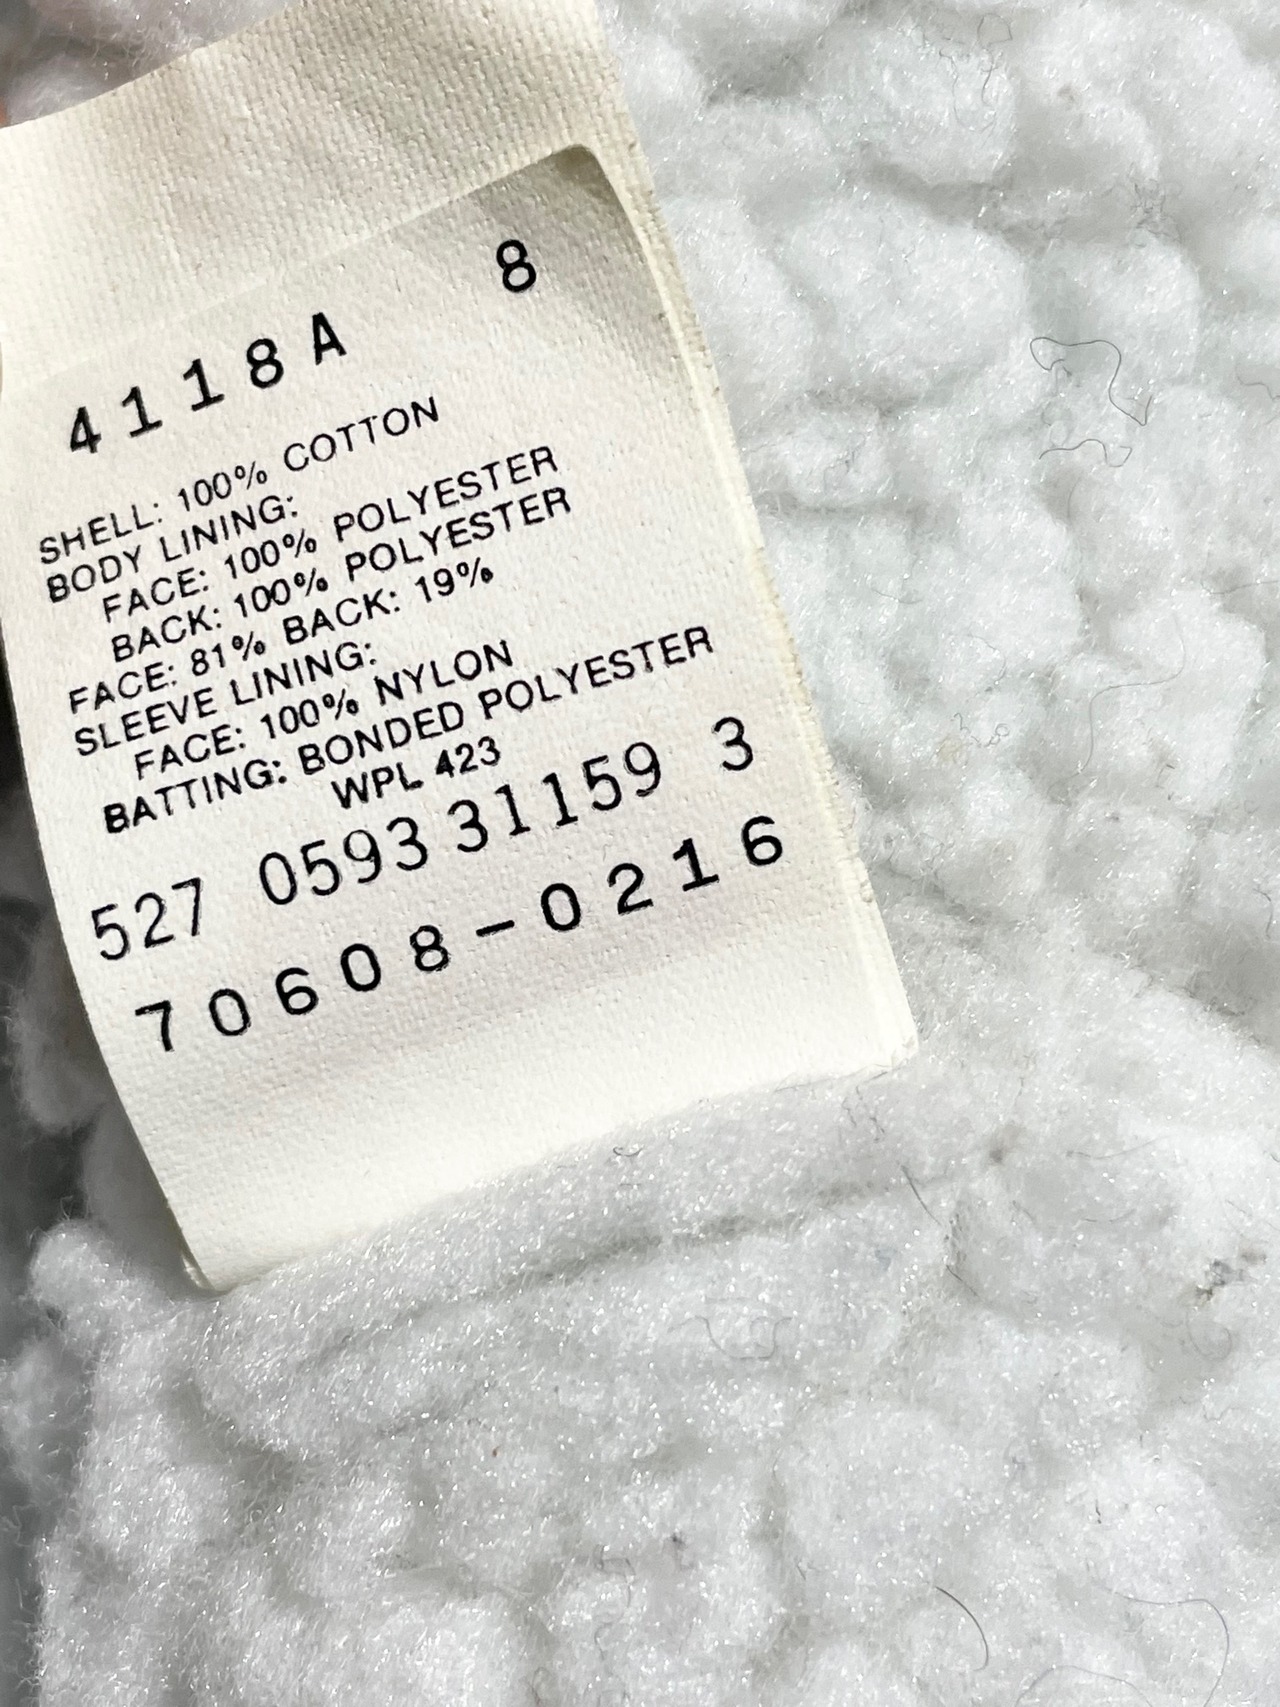 4118A 8
SHELL: 100% COTTON
BODY LINING:
FACE: 100% POLYESTER
BACK: 100% POLYESTER
FACE: 81% BACK: 19%
SLEEVE LINING:
FACE: 100% NYLON
BATTING: BONDED POLYESTER
WPL 423
527 0593 31159 3
70608-0216